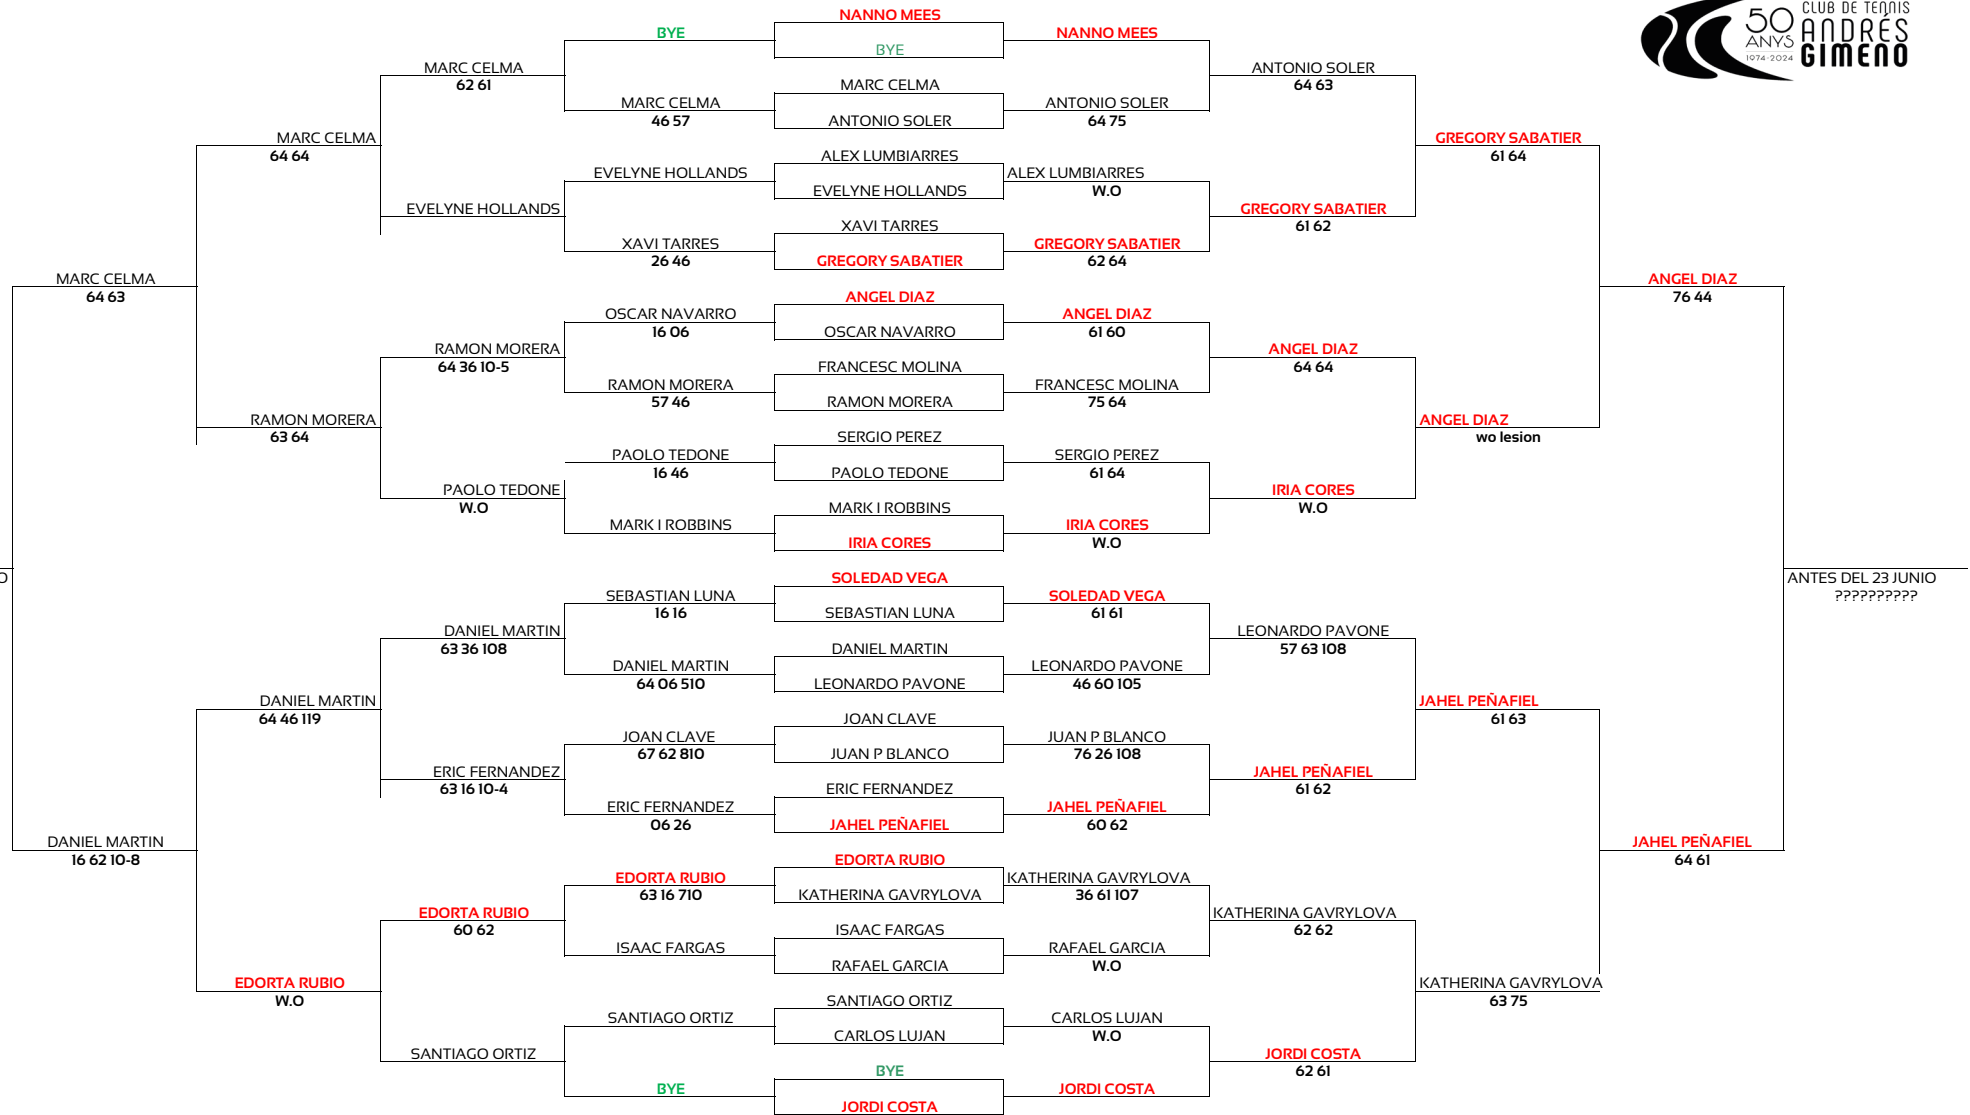 CLUB DE TENNIS
50 ANDRÉS
ANYS GIMENO
1974-2024
NANNO MEES
BYE NANNO MEES
BYE
MARC CELMA ANTONIO SOLER
62 61 64 63
MARC CELMA
MARC CELMA ANTONIO SOLER
46 57 ANTONIO SOLER 64 75
MARC CELMA GREGORY SABATIER
64 64 61 64
ALEX LUMBIARRES
EVELYNE HOLLANDS ALEX LUMBIARRES
EVELYNE HOLLANDS W.O
EVELYNE HOLLANDS GREGORY SABATIER
61 62
XAVI TARRES
XAVI TARRES GREGORY SABATIER
26 46 GREGORY SABATIER 62 64
MARC CELMA ANGEL DIAZ
64 63 76 44
ANGEL DIAZ
OSCAR NAVARRO ANGEL DIAZ
16 06 OSCAR NAVARRO 61 60
RAMON MORERA ANGEL DIAZ
64 36 10-5 64 64
FRANCESC MOLINA
RAMON MORERA FRANCESC MOLINA
57 46 RAMON MORERA 75 64
RAMON MORERA ANGEL DIAZ
63 64 wo lesion
SERGIO PEREZ
PAOLO TEDONE SERGIO PEREZ
16 46 PAOLO TEDONE 61 64
PAOLO TEDONE IRIA CORES
W.O W.O
MARK I ROBBINS
MARK I ROBBINS IRIA CORES
IRIA CORES W.O
O ANTES DEL 23 JUNIO
??????????
SOLEDAD VEGA
SEBASTIAN LUNA SOLEDAD VEGA
16 16 SEBASTIAN LUNA 61 61
DANIEL MARTIN LEONARDO PAVONE
63 36 108 57 63 108
DANIEL MARTIN
DANIEL MARTIN LEONARDO PAVONE
64 06 510 LEONARDO PAVONE 46 60 105
DANIEL MARTIN JAHEL PEÑAFIEL
64 46 119 61 63
JOAN CLAVE
JOAN CLAVE JUAN P BLANCO
67 62 810 JUAN P BLANCO 76 26 108
ERIC FERNANDEZ JAHEL PEÑAFIEL
63 16 10-4 61 62
ERIC FERNANDEZ
ERIC FERNANDEZ JAHEL PEÑAFIEL
06 26 JAHEL PEÑAFIEL 60 62
DANIEL MARTIN JAHEL PEÑAFIEL
16 62 10-8 64 61
EDORTA RUBIO
EDORTA RUBIO KATHERINA GAVRYLOVA
63 16 710 KATHERINA GAVRYLOVA 36 61 107
EDORTA RUBIO KATHERINA GAVRYLOVA
60 62 62 62
ISAAC FARGAS
ISAAC FARGAS RAFAEL GARCIA
RAFAEL GARCIA W.O
EDORTA RUBIO KATHERINA GAVRYLOVA
W.O 63 75
SANTIAGO ORTIZ
SANTIAGO ORTIZ CARLOS LUJAN
CARLOS LUJAN W.O
SANTIAGO ORTIZ JORDI COSTA
62 61
BYE
BYE JORDI COSTA
JORDI COSTA